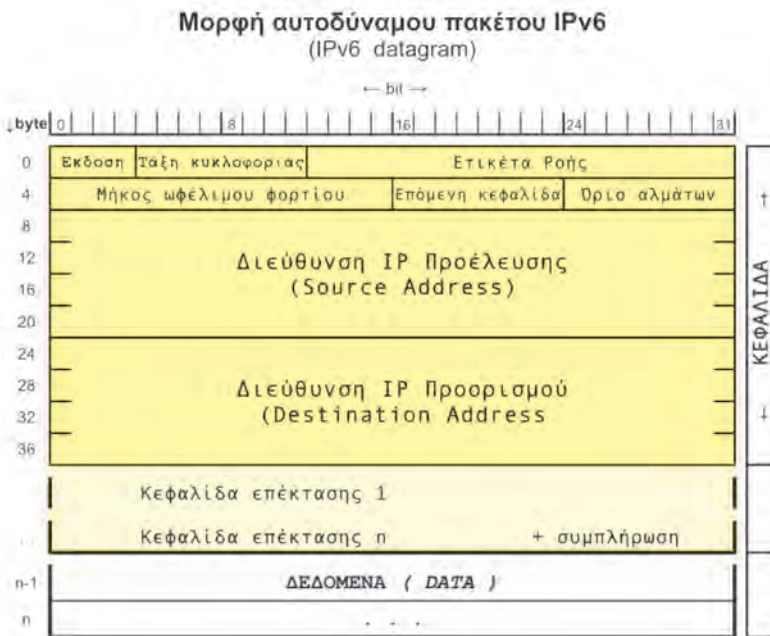 Μορφή αυτοδύναμου πακέτου IPv6
(IPv6 datagram)
← bit →
↓byte 0 8 16 24 31
0 Εκδοση Τάξη κυκλοφοριας Ετικέτα Ροής
4 Μήκος ωφέλιμου φορτίου Επόμενη κεφαλίδα Όριο αλμάτων
8
12 Διεύθυνση IP Προέλευσης
16 (Source Address)
20
24
28 Διεύθυνση IP Προορισμού
32 (Destination Address
36
ΚΕΦΑΛΙΔΑ
Κεφαλίδα επέκτασης 1
... Κεφαλίδα επέκτασης n + συμπλήρωση
n-1 ΔΕΔΟΜΕΝΑ ( DATA )
n . . .